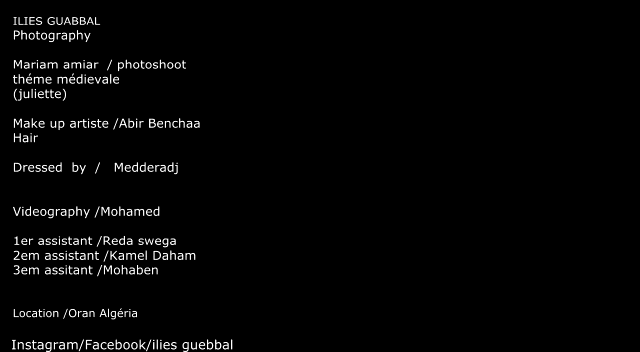 ILIES GUABBAL
Photography
Mariam amiar / photoshoot
théme médievale
(juliette)
Make up artiste /Abir Benchaa
Hair
Dressed by / Medderadj
Videography /Mohamed
1er assistant /Reda swega
2em assistant /Kamel Daham
3em assitant /Mohaben
Location /Oran Algéria
Instagram/Facebook/ilies guebbal